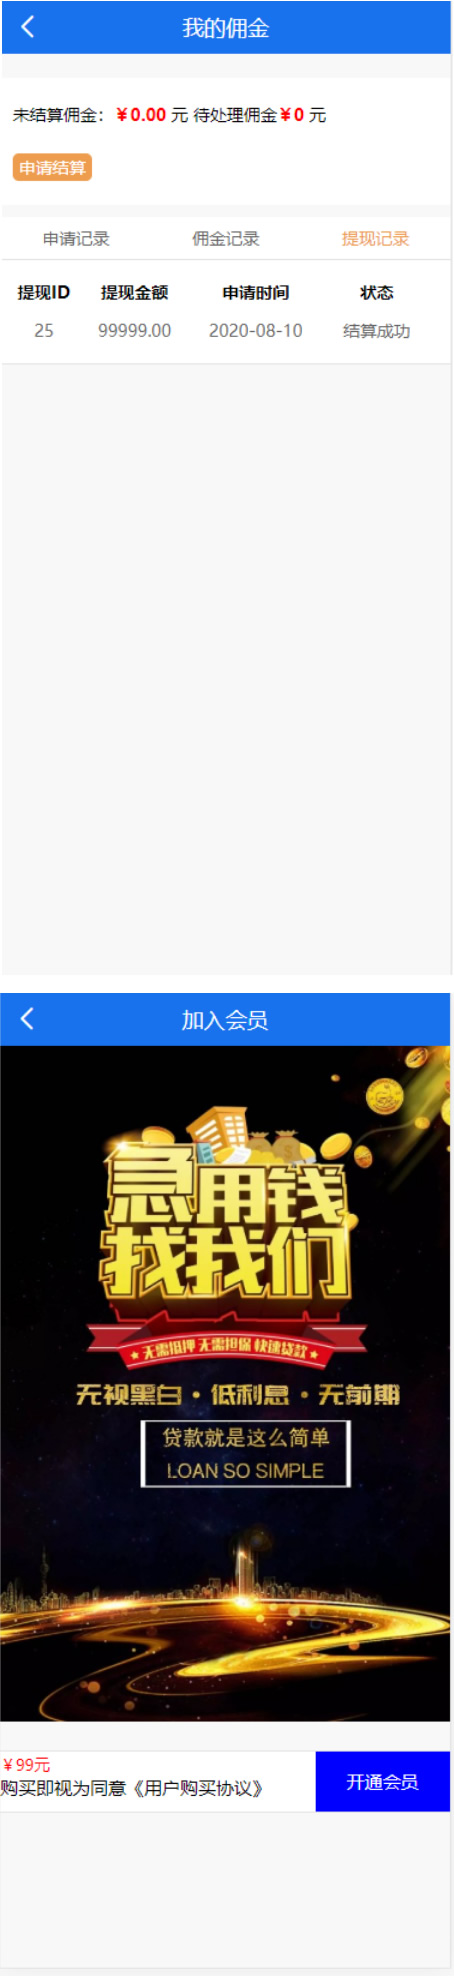 我的佣金
未结算佣金：￥0.00 元 待处理佣金￥0 元
申请结算
申请记录 佣金记录 提现记录
提现ID 提现金额 申请时间 状态
25 99999.00 2020-08-10 结算成功
加入会员
急用钱
找我们
无需抵押 无需担保 快速贷款
无视黑白·低利息·无前期
贷款就是这么简单
LOAN SO SIMPLE
￥99元
购买即视为同意《用户购买协议》
开通会员